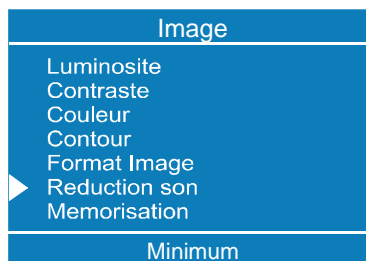 Image
Luminosite
Contraste
Couleur
Contour
Format Image
Reduction son
Memorisation
Minimum